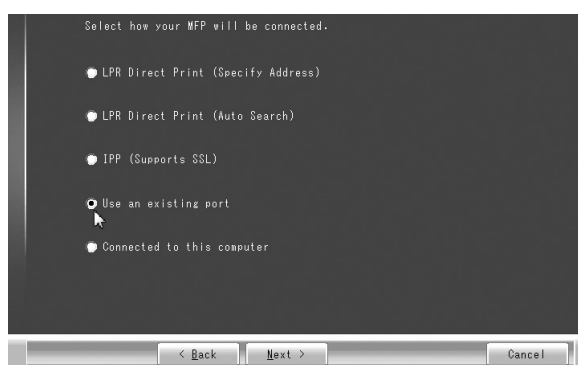 Select how your MFP will be connected.
LPR Direct Print (Specify Address)
LPR Direct Print (Auto Search)
IPP (Supports SSL)
Use an existing port
Connected to this computer
< Back Next > Cancel